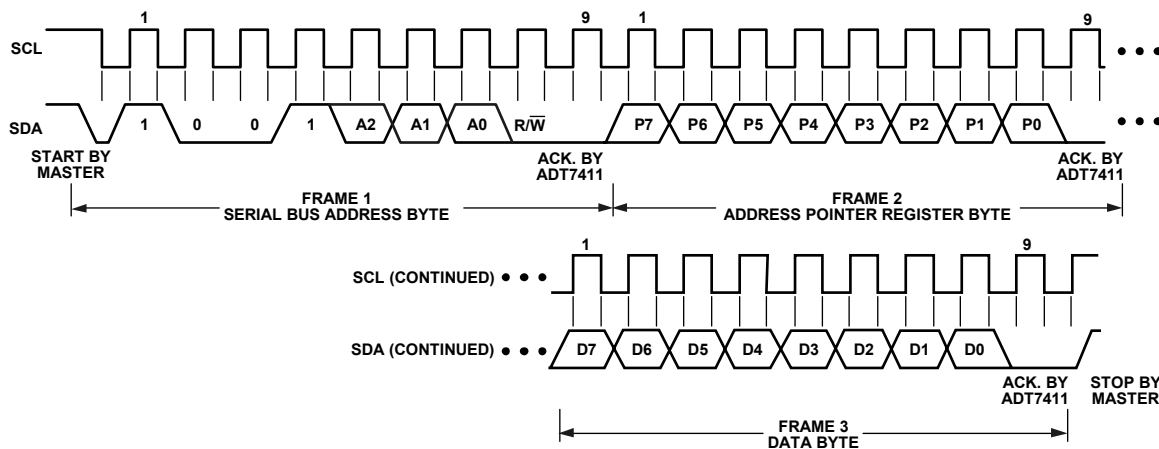 1 9 1 9
SCL
SDA
1 0 0 1 A2 A1 A0 R/W̅ P7 P6 P5 P4 P3 P2 P1 P0
START BY
MASTER
ACK. BY
ADT7411
ACK. BY
ADT7411
FRAME 1
SERIAL BUS ADDRESS BYTE
FRAME 2
ADDRESS POINTER REGISTER BYTE
1 9
SCL (CONTINUED)
SDA (CONTINUED)
D7 D6 D5 D4 D3 D2 D1 D0
ACK. BY
ADT7411
STOP BY
MASTER
FRAME 3
DATA BYTE